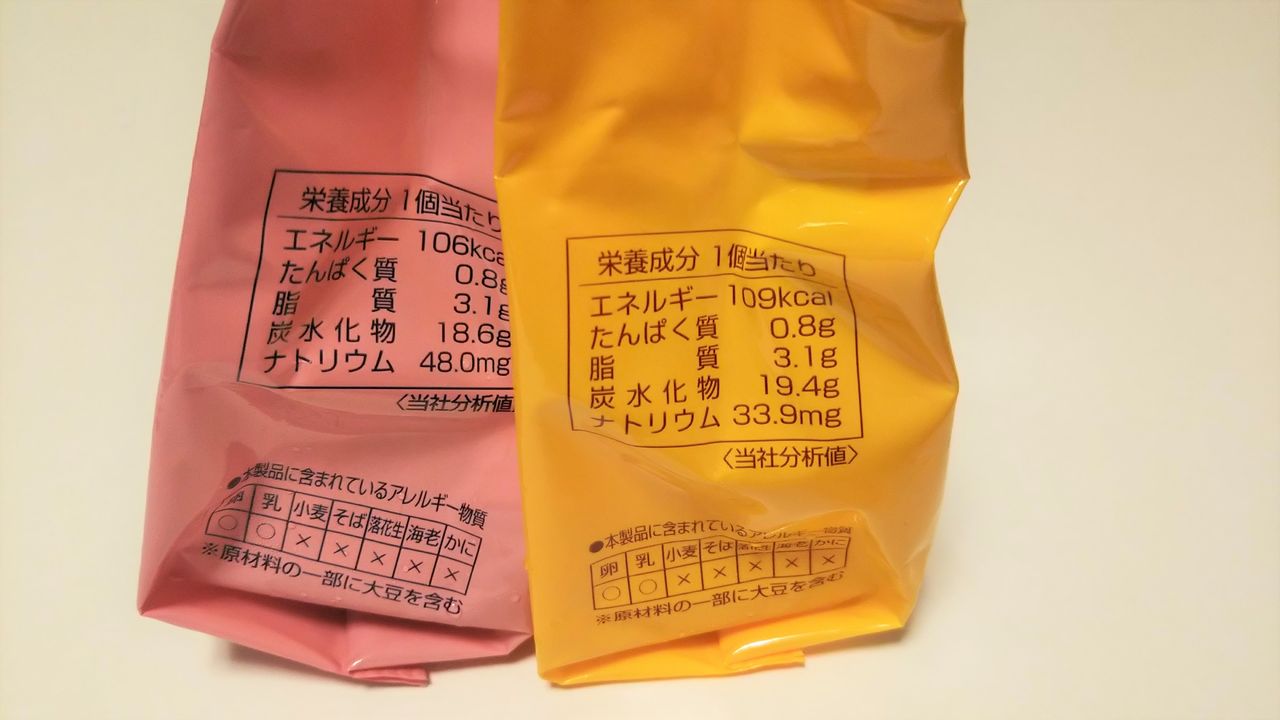 栄養成分 1個当たり
エネルギー 106kca
たんぱく質 0.8g
脂質 3.1g
炭水化物 18.6g
ナトリウム 48.0mg
〈当社分析値〉
●本製品に含まれているアレルギー物質
卵 乳 小麦 そば 落花生 海老 かに
○ ○ × × × × ×
※原材料の一部に大豆を含む
栄養成分 1個当たり
エネルギー 109kcal
たんぱく質 0.8g
脂質 3.1g
炭水化物 19.4g
ナトリウム 33.9mg
〈当社分析値〉
●本製品に含まれているアレルギー物質
卵 乳 小麦 そば 落花生 海老 かに
○ ○ × × × × ×
※原材料の一部に大豆を含む